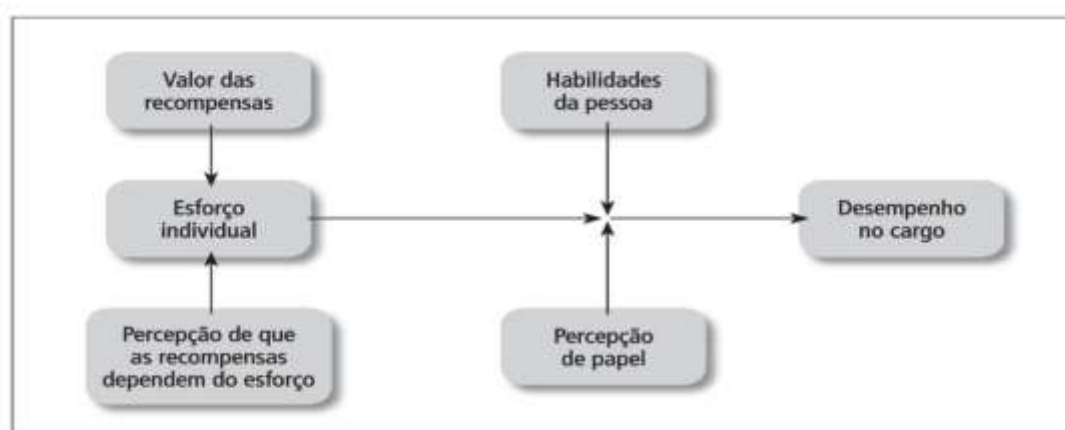 Valor das
recompensas
Habilidades
da pessoa
Esforço
individual
Desempenho
no cargo
Percepção de que
as recompensas
dependem do esforço
Percepção
de papel